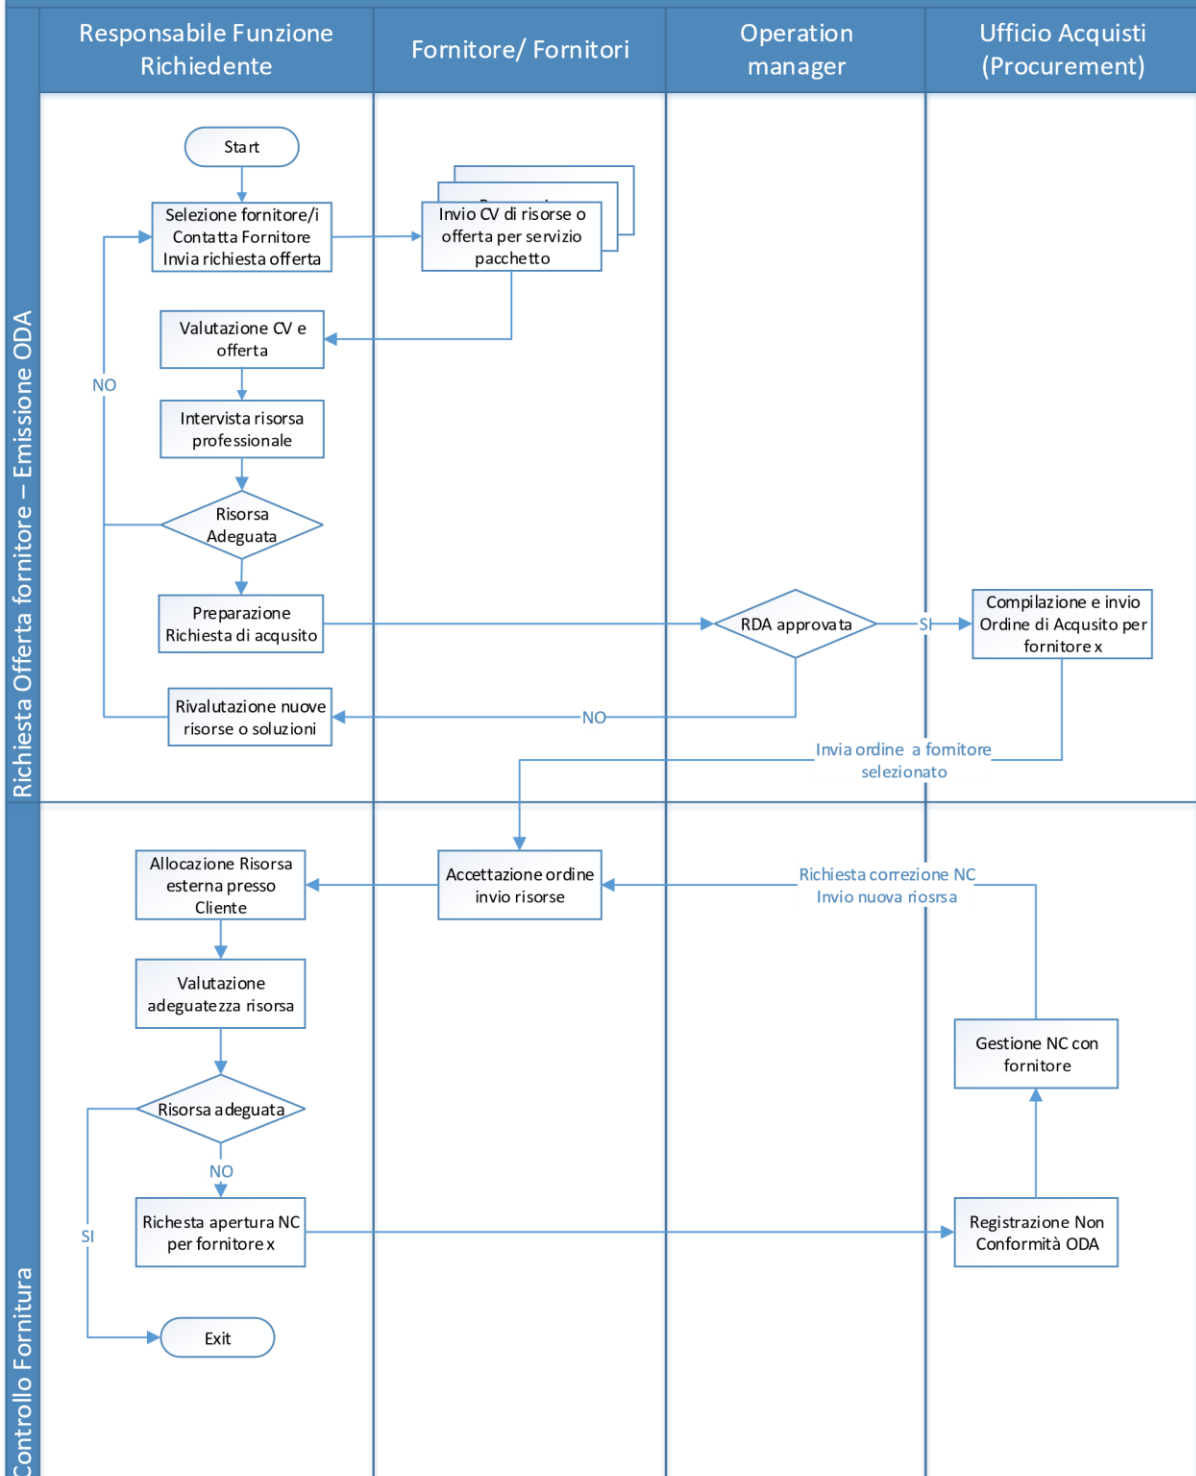 Responsabile Funzione
Richiedente
Fornitore/ Fornitori
Operation
manager
Ufficio Acquisti
(Procurement)
Richiesta Offerta fornitore – Emissione ODA
Start
Selezione fornitore/i
Contatta Fornitore
Invia richiesta offerta
Invio CV di risorse o
offerta per servizio
pacchetto
Valutazione CV e
offerta
NO
Intervista risorsa
professionale
Risorsa
Adeguata
Preparazione
Richiesta di acqusito
RDA approvata
SI
Compilazione e invio
Ordine di Acqusito per
fornitore x
Rivalutazione nuove
risorse o soluzioni
NO
Invia ordine a fornitore
selezionato
Controllo Fornitura
Allocazione Risorsa
esterna presso
Cliente
Accettazione ordine
invio risorse
Richiesta correzione NC
Invio nuova riosrsa
Valutazione
adeguatezza risorsa
Gestione NC con
fornitore
Risorsa adeguata
NO
SI
Richesta apertura NC
per fornitore x
Registrazione Non
Conformità ODA
Exit